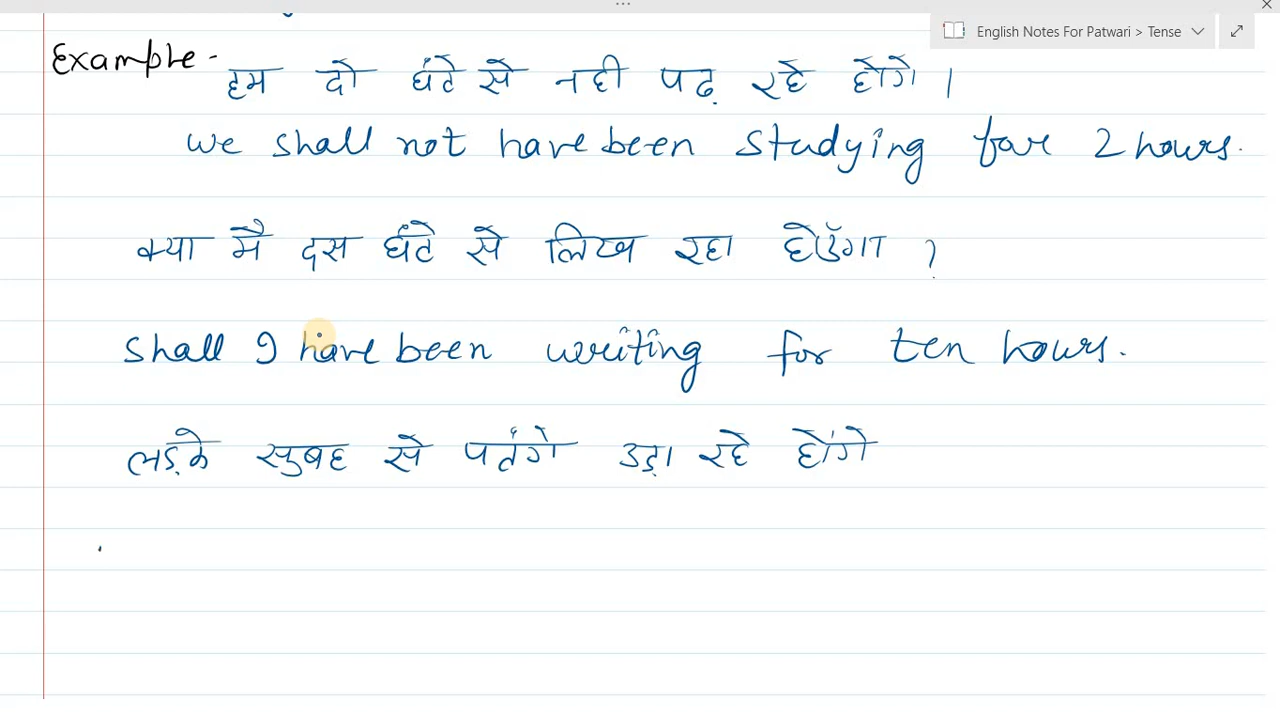 English Notes For Patwari > Tense
Example -
हम दो घंटे से नही पढ़ रहे होंगे ।
we shall not have been studying for 2 hours.
क्या मै दस घंटे से लिख रहा होउँगा ?
shall I have been writing for ten hours.
लड़के सुबह से पतंगे उड़ा रहे होंगे